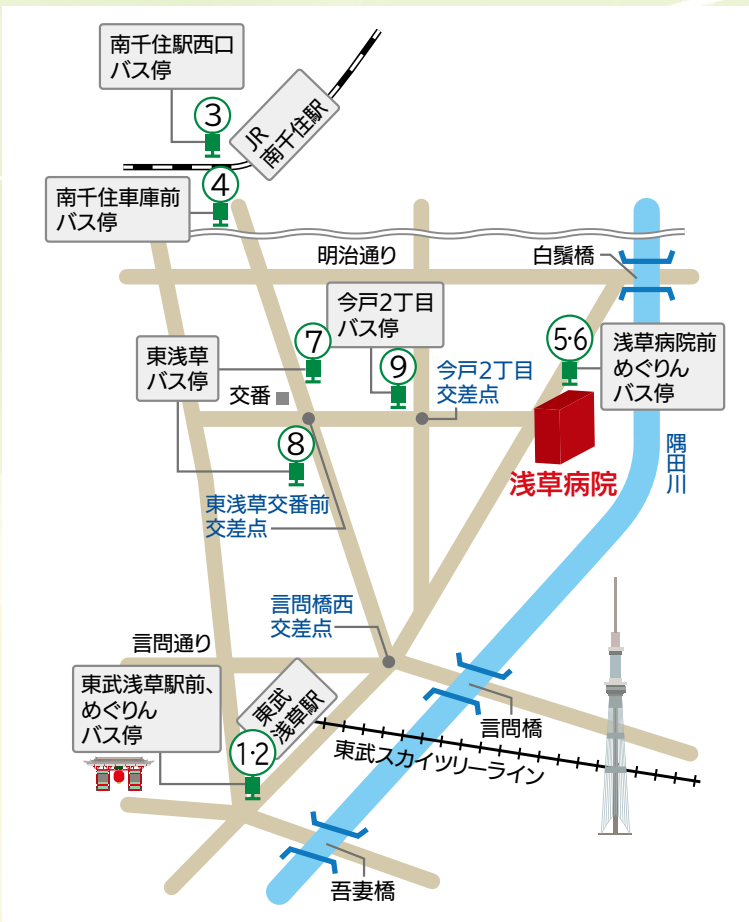 南千住駅西口
バス停
③
JR
南千住駅
④
南千住車庫前
バス停
明治通り
白鬚橋
今戸2丁目
バス停
⑦
5・6
浅草病院前
めぐりん
バス停
東浅草
バス停
⑨
今戸2丁目
交差点
交番
⑧
浅草病院
隅田川
東浅草交番前
交差点
言問橋西
交差点
言問通り
東武浅草駅前、
めぐりん
バス停
東武
浅草駅
1・2
言問橋
東武スカイツリーライン
吾妻橋